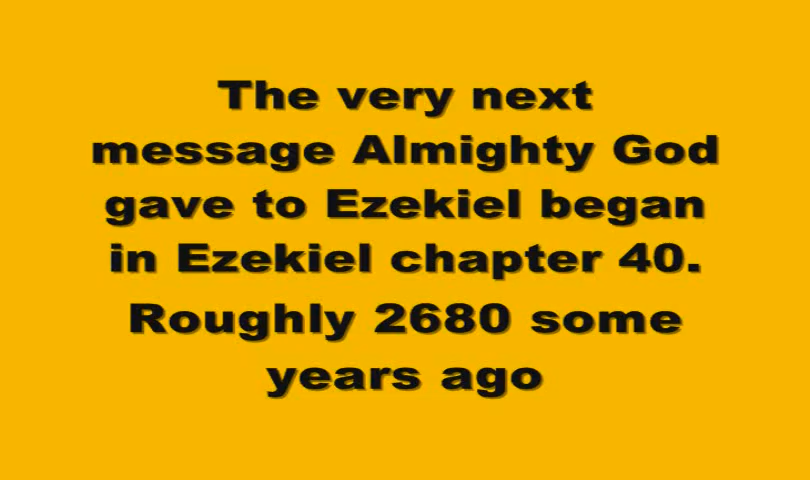 The very next
message Almighty God
gave to Ezekiel began
in Ezekiel chapter 40.
Roughly 2680 some
years ago